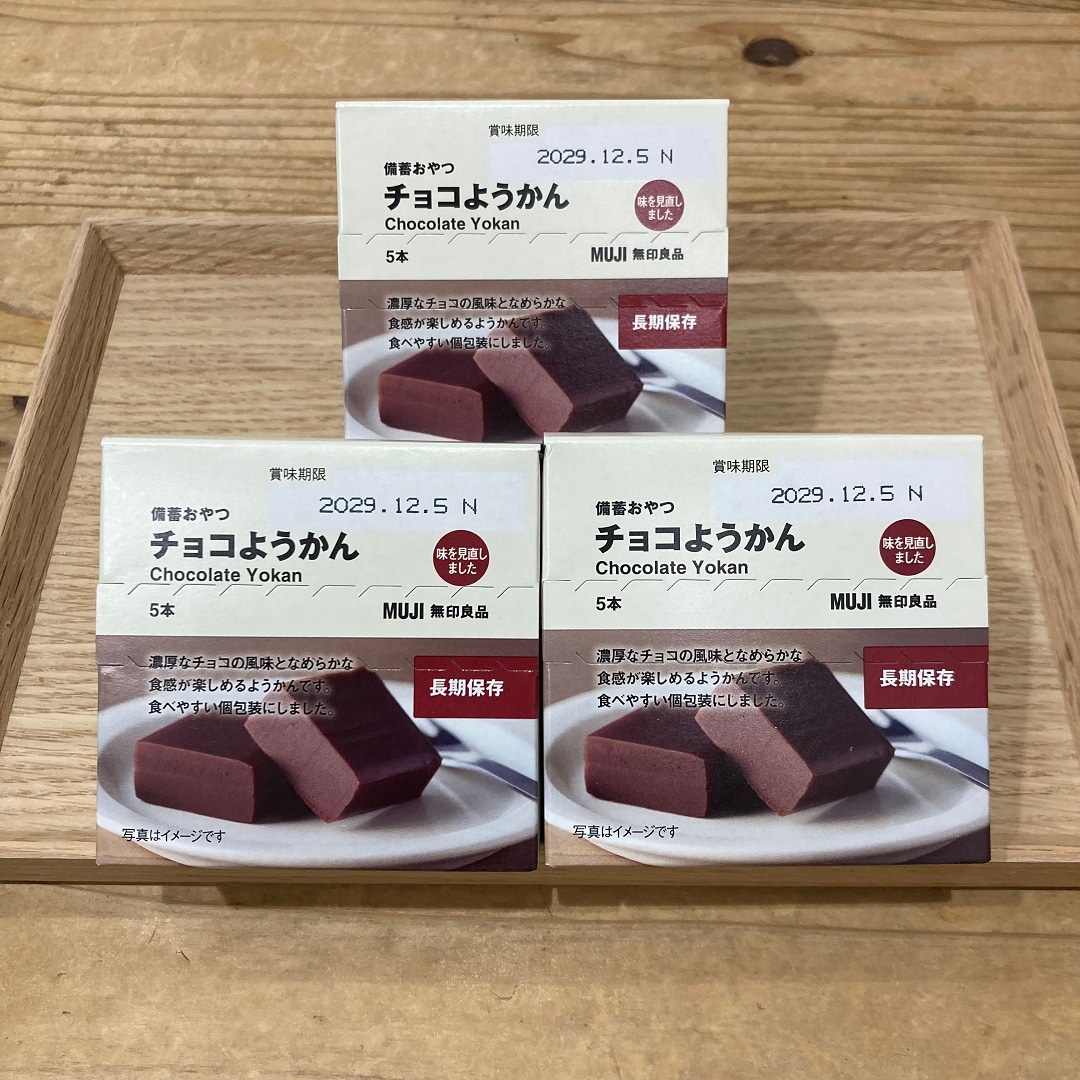 賞味期限
2029.12.5 N
備蓄おやつ
チョコようかん
味を見直し
ました
Chocolate Yokan
5本
MUJI 無印良品
濃厚なチョコの風味となめらかな
食感が楽しめるようかんです。
食べやすい個包装にしました。
長期保存
賞味期限
2029.12.5 N
備蓄おやつ
チョコようかん
味を見直し
ました
Chocolate Yokan
5本
MUJI 無印良品
濃厚なチョコの風味となめらかな
食感が楽しめるようかんです。
食べやすい個包装にしました。
長期保存
写真はイメージです
賞味期限
2029.12.5 N
備蓄おやつ
チョコようかん
味を見直し
ました
Chocolate Yokan
5本
MUJI 無印良品
濃厚なチョコの風味となめらかな
食感が楽しめるようかんです。
食べやすい個包装にしました。
長期保存
写真はイメージです